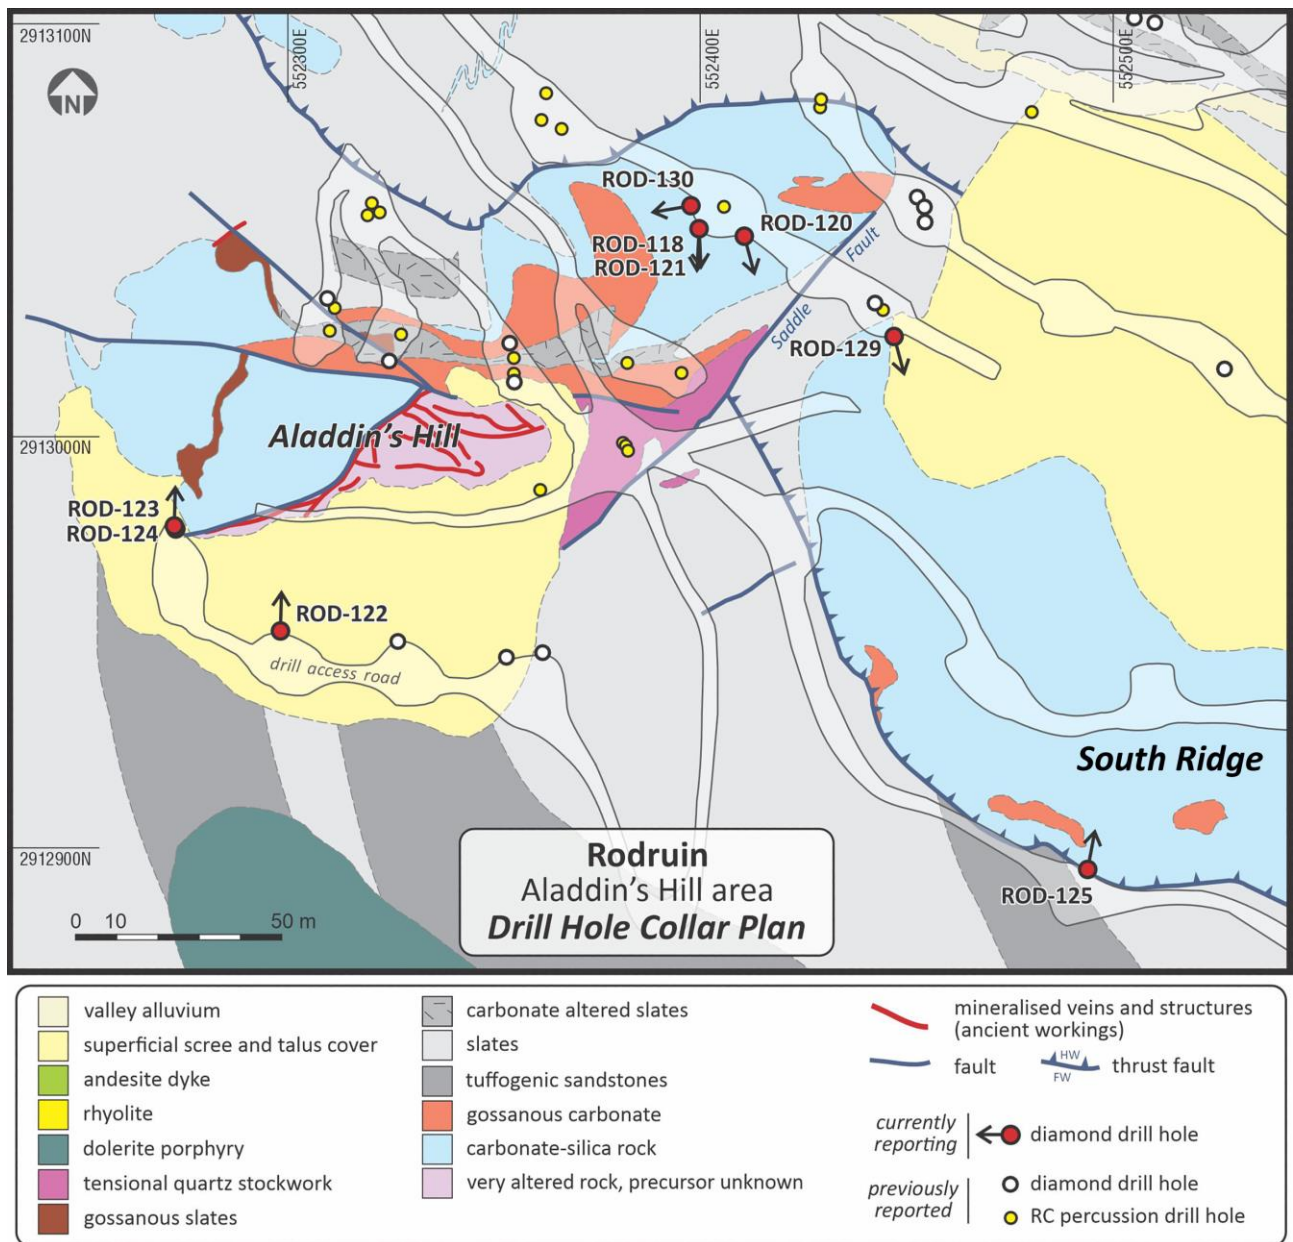 2913100N
552300E
552400E
552500E
N
ROD-130
ROD-120
ROD-118
ROD-121
Fault
Saddle
ROD-129
2913000N
Aladdin's Hill
ROD-123
ROD-124
ROD-122
drill access road
South Ridge
2912900N
ROD-125
Rodruin
Aladdin's Hill area
Drill Hole Collar Plan
0 10 50 m
valley alluvium
superficial scree and talus cover
andesite dyke
rhyolite
dolerite porphyry
tensional quartz stockwork
gossanous slates
carbonate altered slates
slates
tuffogenic sandstones
gossanous carbonate
carbonate-silica rock
very altered rock, precursor unknown
mineralised veins and structures
(ancient workings)
fault
HW
FW
thrust fault
currently
reporting
diamond drill hole
previously
reported
diamond drill hole
RC percussion drill hole